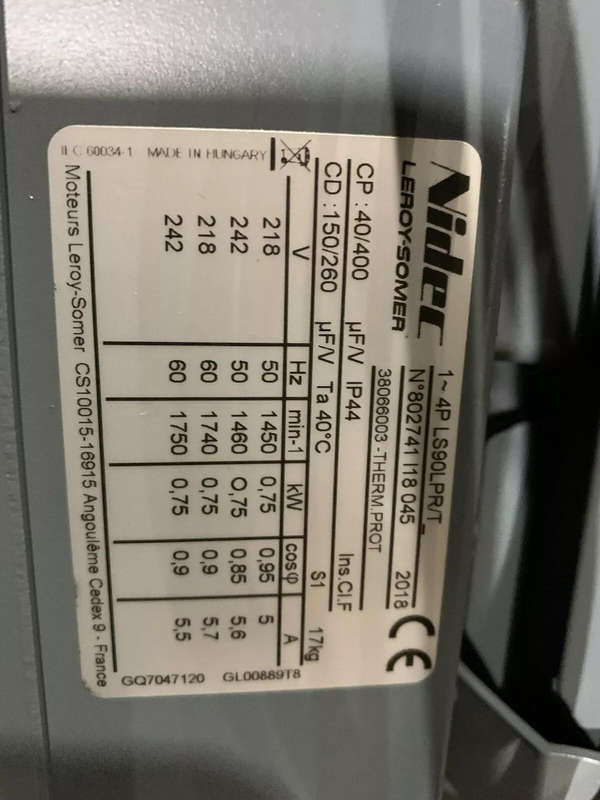 Nidec
LEROY-SOMER
1~ 4P LS90LPR/T_
N°802741 I18 045 2018
38066003 -THERM.PROT
CE
CP : 40/400 µF/V IP44 Ins.Cl.F
CD : 150/260 µF/V Ta 40°C S1 17kg
V Hz min-1 kW cosφ A
218 50 1450 0,75 0,95 5
242 50 1460 O,75 0,85 5,6
218 60 1740 0,75 0,9 5,7
242 60 1750 0,75 0,9 5,5
IEC 60034-1 MADE IN HUNGARY
GQ7047120 GL00889T8
Moteurs Leroy-Somer CS10015-16915 Angoulême Cedex 9 - France